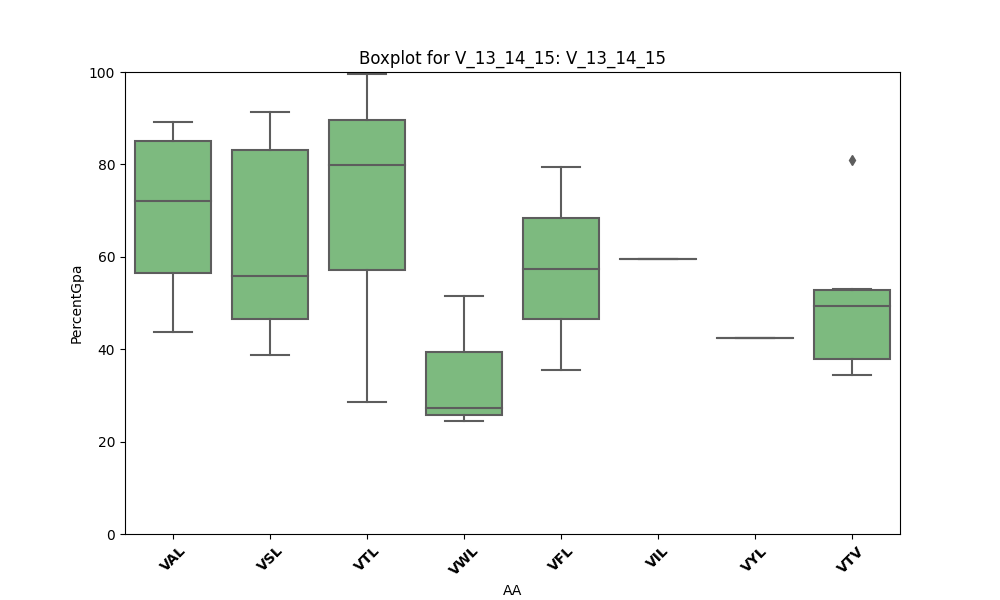 Boxplot for V_13_14_15: V_13_14_15
PercentGpa
100
80
60
40
20
0
VAL
VSL
VTL
VWL
VFL
VIL
VYL
VTV
AA